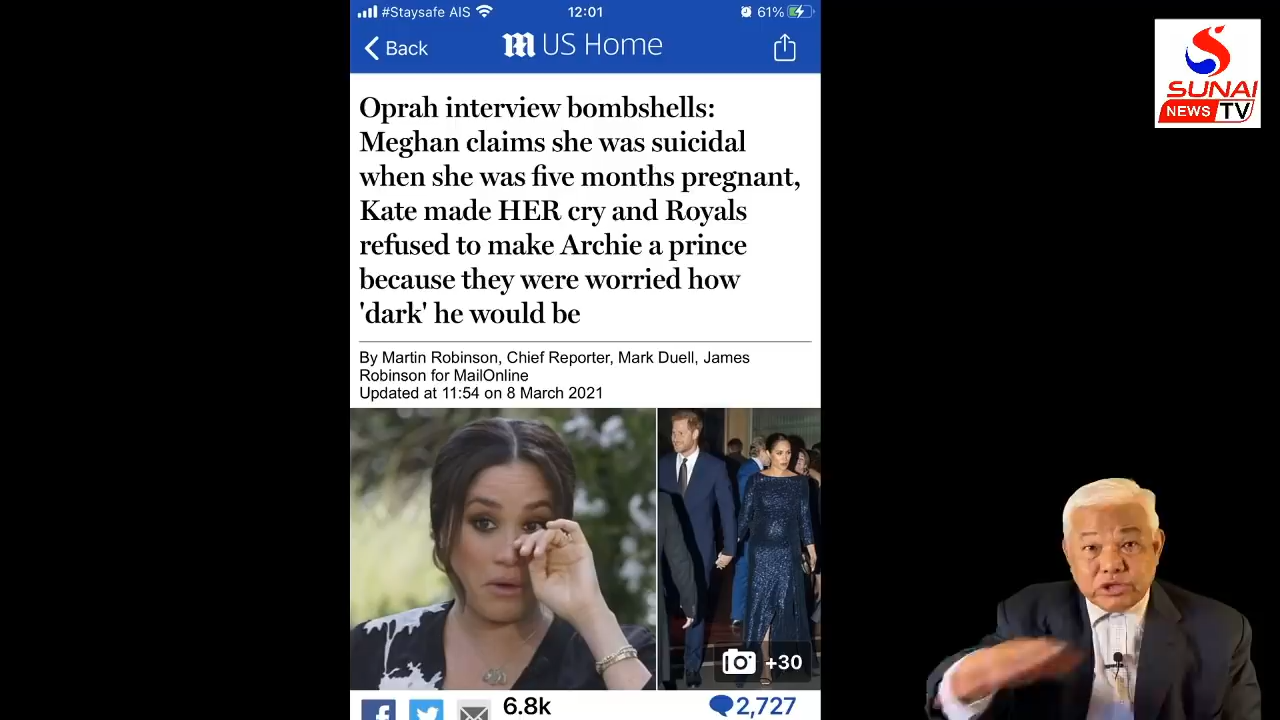 #Staysafe AIS
12:01
61%
Back
US Home
Oprah interview bombshells:
Meghan claims she was suicidal
when she was five months pregnant,
Kate made HER cry and Royals
refused to make Archie a prince
because they were worried how
'dark' he would be
By Martin Robinson, Chief Reporter, Mark Duell, James
Robinson for MailOnline
Updated at 11:54 on 8 March 2021
+30
6.8k
2,727
SUNAI
NEWS TV